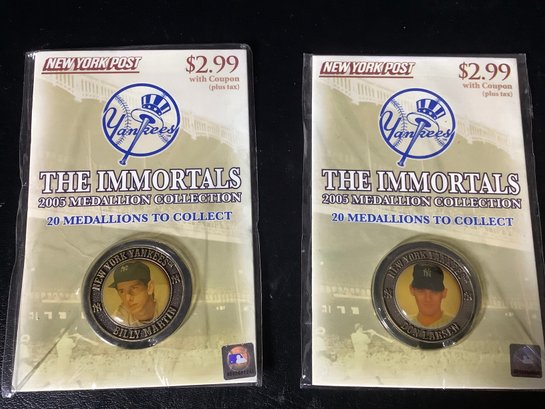 NEW YORK POST
$2.99
with Coupon
(plus tax)
Yankees
THE IMMORTALS
2005 MEDALLION COLLECTION
20 MEDALLIONS TO COLLECT
NEW YORK YANKEES
BILLY MARTIN
NEW YORK POST
$2.99
with Coupon
(plus tax)
Yankees
THE IMMORTALS
2005 MEDALLION COLLECTION
20 MEDALLIONS TO COLLECT
NEW YORK YANKEES
DON LARSEN